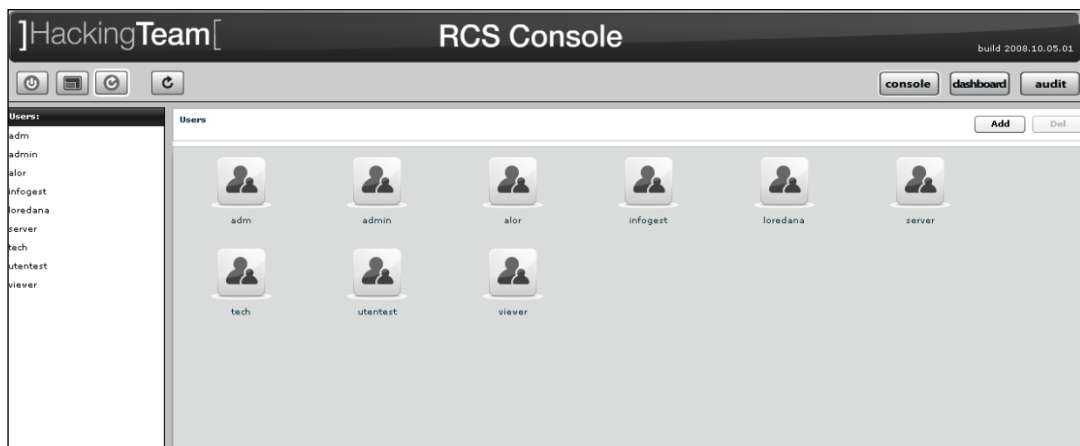 ]HackingTeam[
RCS Console
build 2008.10.05.01
console dashboard audit
Users:
adm
admin
alor
infogest
loredana
server
tech
utentest
viewer
Users
Add Del
adm admin alor infogest loredana server
tech utentest viewer